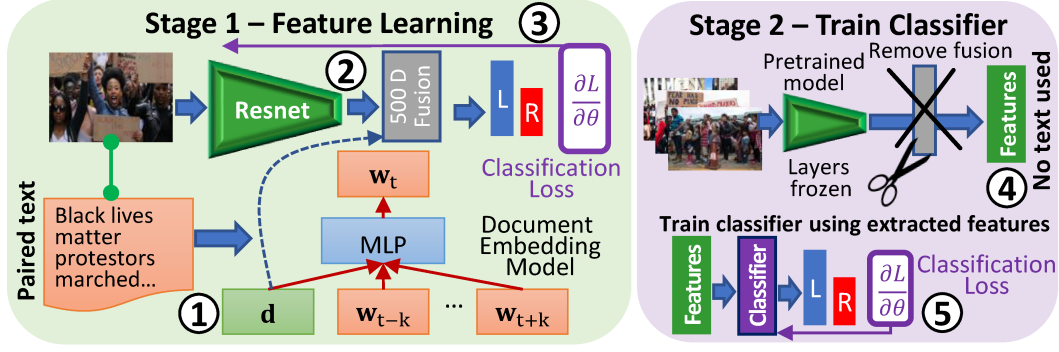 Stage 1 – Feature Learning
3
2
Resnet
500 D
Fusion
L
R
∂L
∂θ
Classification
Loss
Paired text
Black lives
matter
protestors
marched...
w_t
MLP
Document
Embedding
Model
1
d
w_{t−k}
...
w_{t+k}
Stage 2 – Train Classifier
Remove fusion
Pretrained
model
Layers
frozen
Features
No text used
4
Train classifier using extracted features
Features
Classifier
L
R
∂L
∂θ
Classification
Loss
5